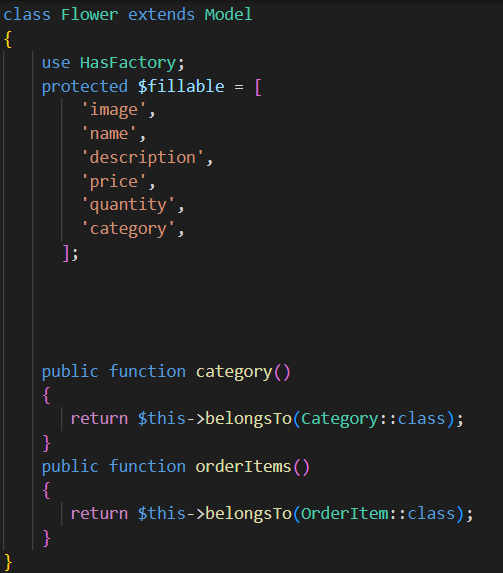 class Flower extends Model
{
    use HasFactory;
    protected $fillable = [
        'image',
        'name',
        'description',
        'price',
        'quantity',
        'category',
      ];
    public function category()
    {
       return $this->belongsTo(Category::class);
    }
    public function orderItems()
    {
       return $this->belongsTo(OrderItem::class);
    }
}